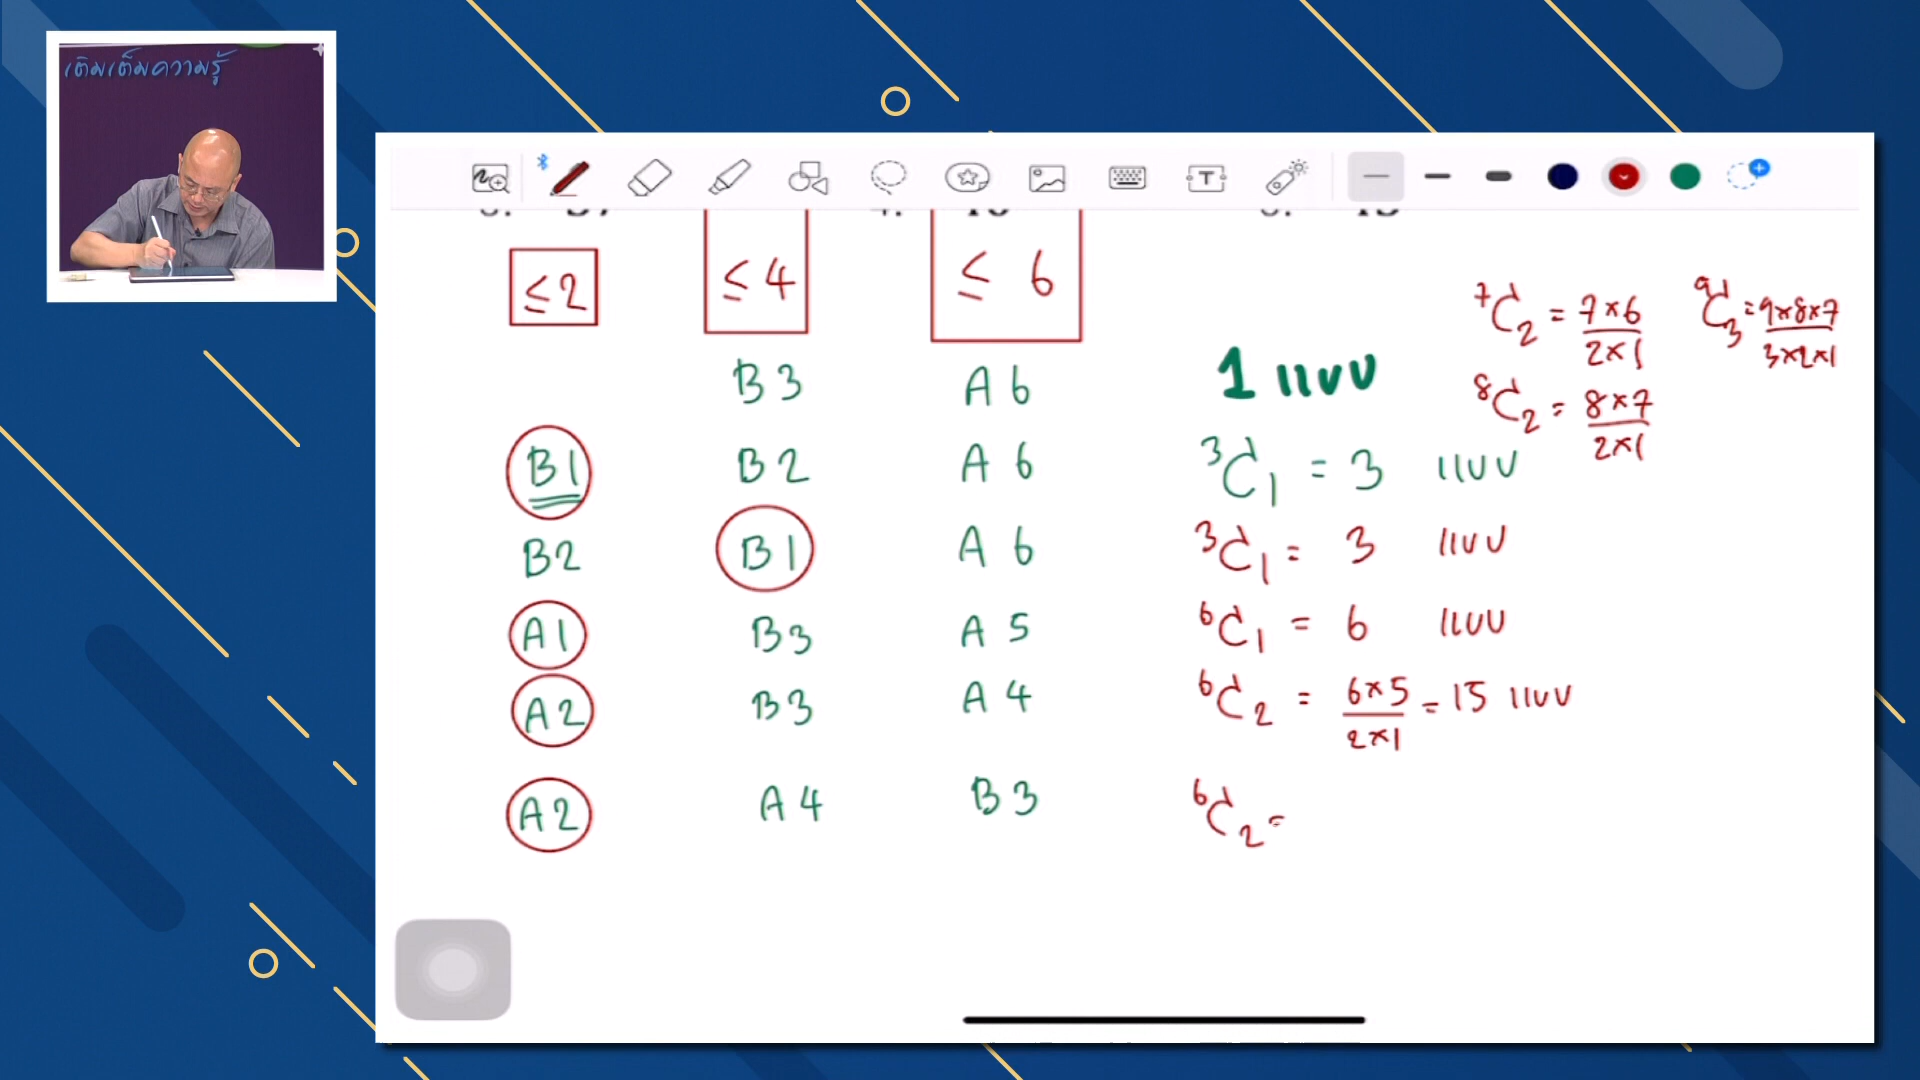 เติมเต็มความรู้
≤2 ≤4 ≤ 6
⁷C₂ = 7×6 / 2×1
⁹C₃ = 9×8×7 / 3×2×1
⁸C₂ = 8×7 / 2×1
B3 A6 1 แบบ
B1 B2 A6 ³C₁ = 3 แบบ
B2 B1 A6 ³C₁ = 3 แบบ
A1 B3 A5 ⁶C₁ = 6 แบบ
A2 B3 A4 ⁶C₂ = 6×5 / 2×1 = 15 แบบ
A2 A4 B3 ⁶C₂ =